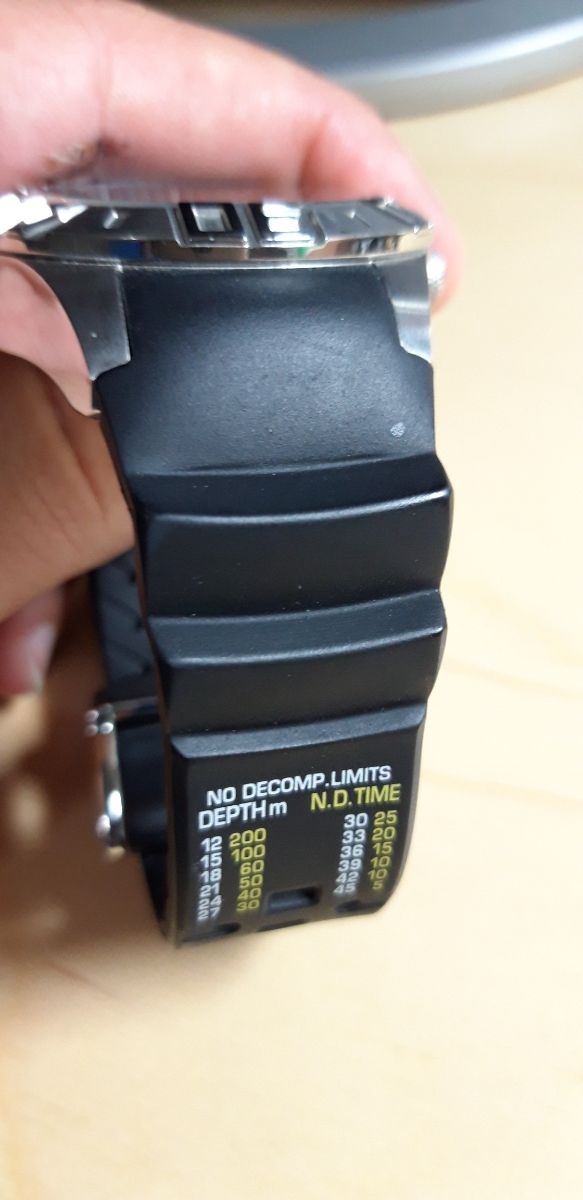 NO DECOMP.LIMITS
DEPTH m N.D.TIME
12 200 30 25
15 100 33 20
18 60 36 15
21 50 39 10
24 40 42 10
27 30 45 5